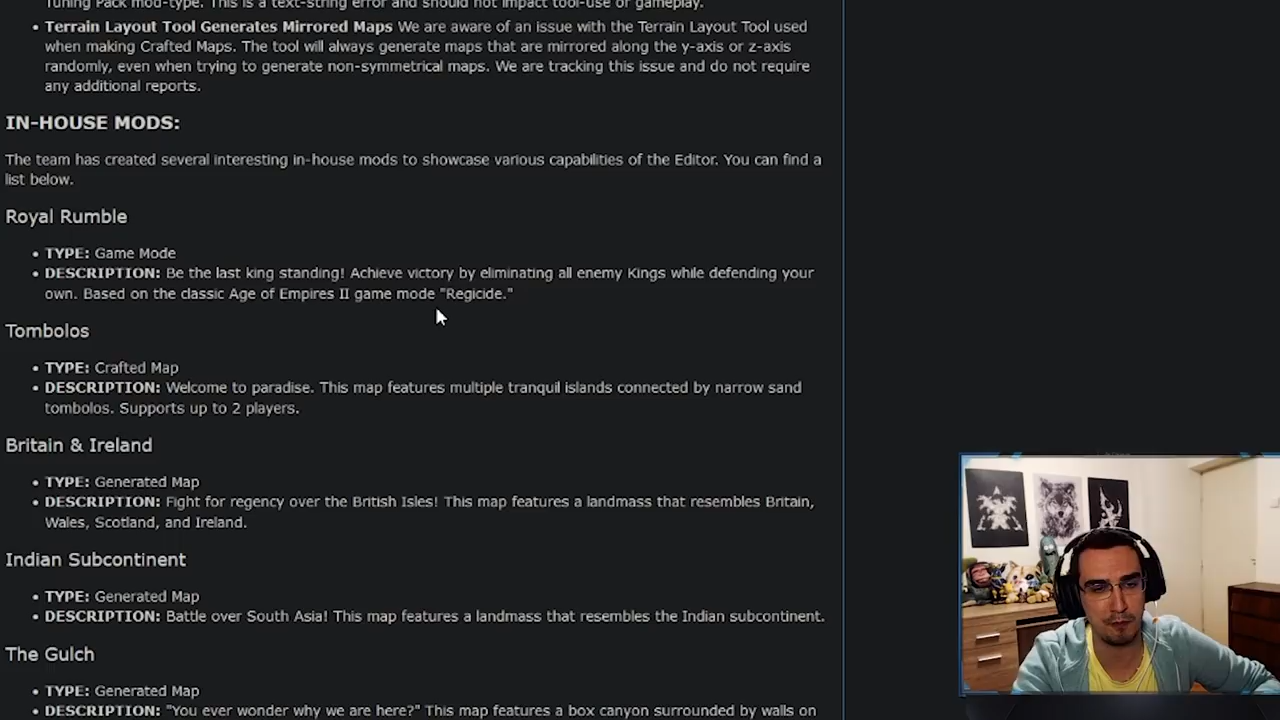 Tuning Pack mod-type. This is a text-string error and should not impact tool-use or gameplay.
• Terrain Layout Tool Generates Mirrored Maps We are aware of an issue with the Terrain Layout Tool used
when making Crafted Maps. The tool will always generate maps that are mirrored along the y-axis or z-axis
randomly, even when trying to generate non-symmetrical maps. We are tracking this issue and do not require
any additional reports.
IN-HOUSE MODS:
The team has created several interesting in-house mods to showcase various capabilities of the Editor. You can find a
list below.
Royal Rumble
• TYPE: Game Mode
• DESCRIPTION: Be the last king standing! Achieve victory by eliminating all enemy Kings while defending your
own. Based on the classic Age of Empires II game mode "Regicide."
Tombolos
• TYPE: Crafted Map
• DESCRIPTION: Welcome to paradise. This map features multiple tranquil islands connected by narrow sand
tombolos. Supports up to 2 players.
Britain & Ireland
• TYPE: Generated Map
• DESCRIPTION: Fight for regency over the British Isles! This map features a landmass that resembles Britain,
Wales, Scotland, and Ireland.
Indian Subcontinent
• TYPE: Generated Map
• DESCRIPTION: Battle over South Asia! This map features a landmass that resembles the Indian subcontinent.
The Gulch
• TYPE: Generated Map
• DESCRIPTION: "You ever wonder why we are here?" This map features a box canyon surrounded by walls on